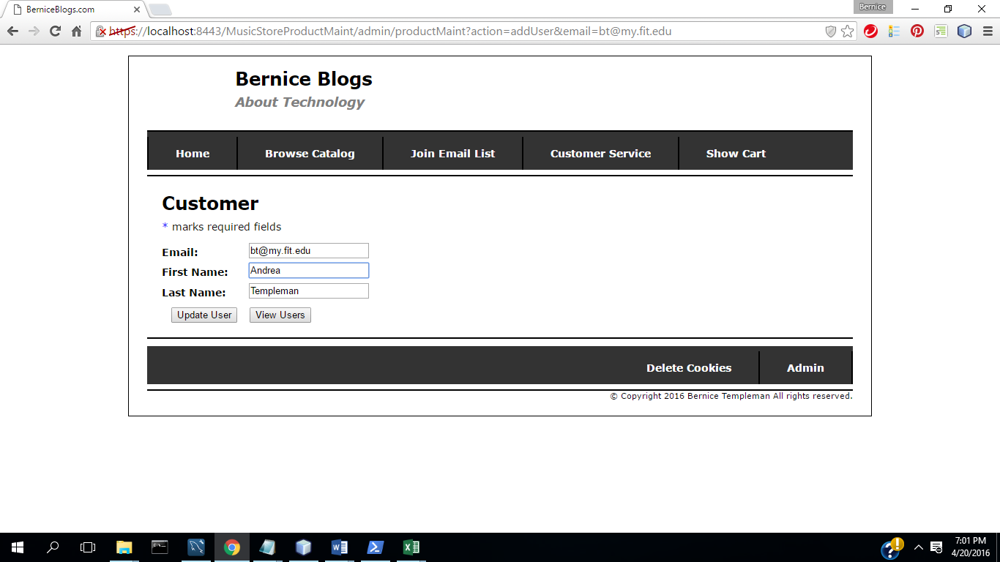 BerniceBlogs.com
Bernice
https://localhost:8443/MusicStoreProductMaint/admin/productMaint?action=addUser&email=bt@my.fit.edu
Bernice Blogs
About Technology
Home Browse Catalog Join Email List Customer Service Show Cart
Customer
* marks required fields
Email: bt@my.fit.edu
First Name: Andrea
Last Name: Templeman
Update User View Users
Delete Cookies Admin
© Copyright 2016 Bernice Templeman All rights reserved.
7:01 PM
4/20/2016